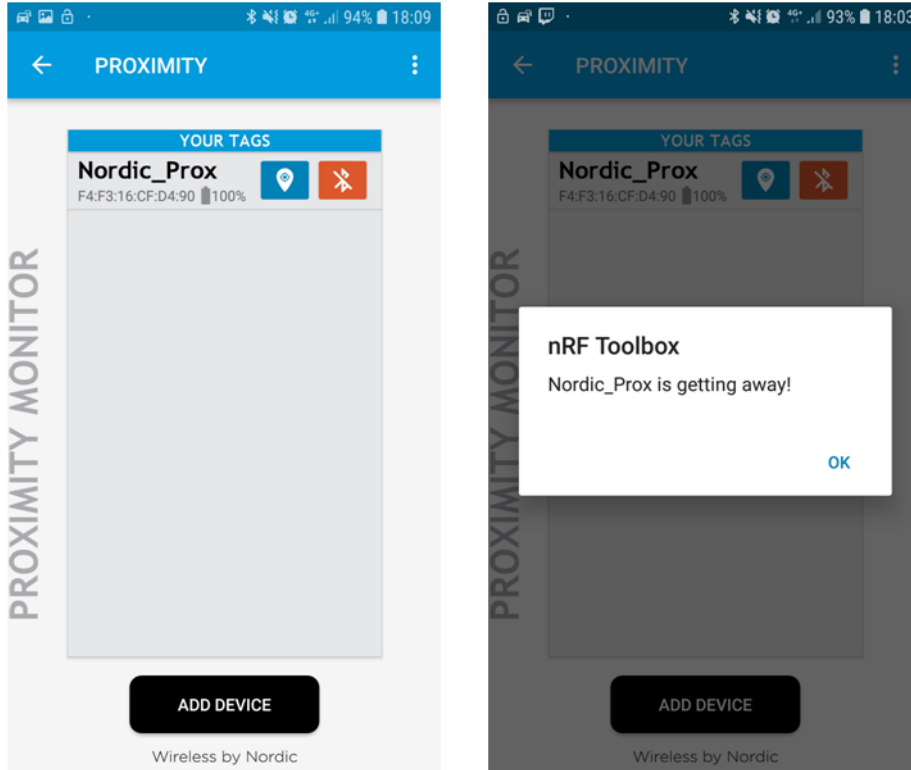 94% 18:09
PROXIMITY
YOUR TAGS
Nordic_Prox
F4:F3:16:CF:D4:90 100%
PROXIMITY MONITOR
ADD DEVICE
Wireless by Nordic
4G+ 93% 18:03
PROXIMITY
YOUR TAGS
Nordic_Prox
F4:F3:16:CF:D4:90 100%
PROXIMITY MONITOR
nRF Toolbox
Nordic_Prox is getting away!
OK
ADD DEVICE
Wireless by Nordic